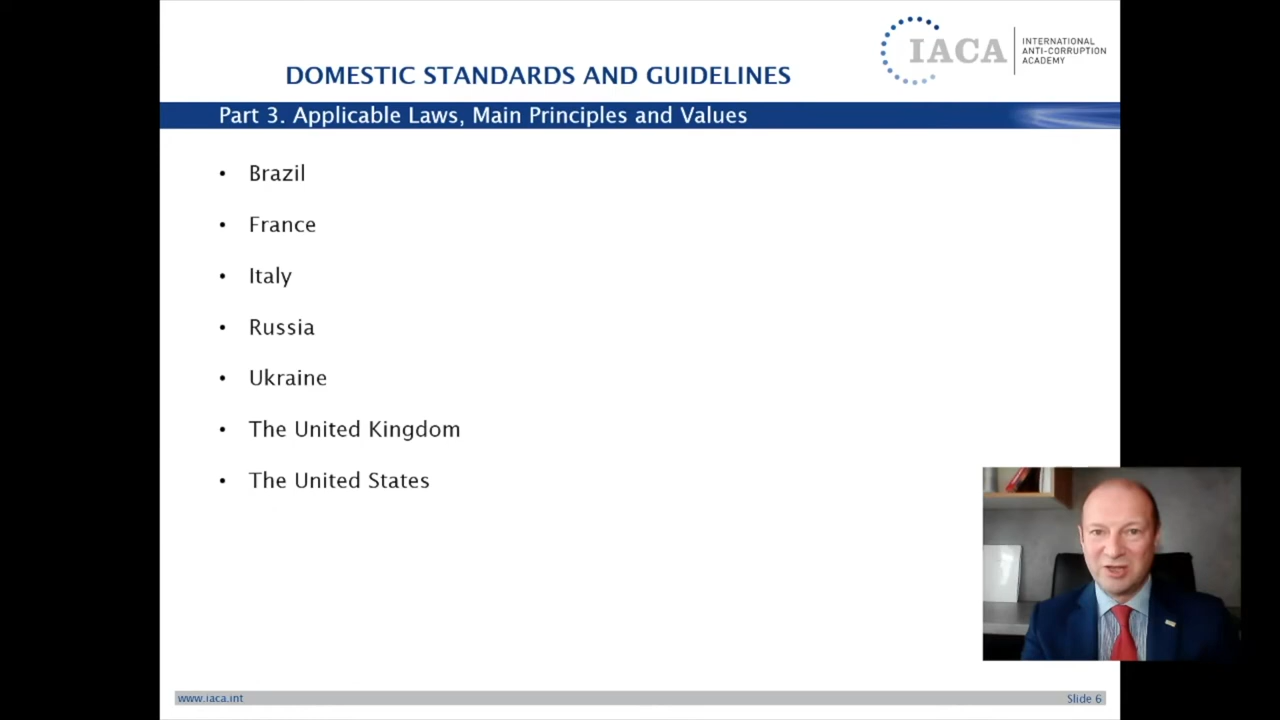 IACA
INTERNATIONAL
ANTI-CORRUPTION
ACADEMY
DOMESTIC STANDARDS AND GUIDELINES
Part 3. Applicable Laws, Main Principles and Values
• Brazil
• France
• Italy
• Russia
• Ukraine
• The United Kingdom
• The United States
www.iaca.int
Slide 6